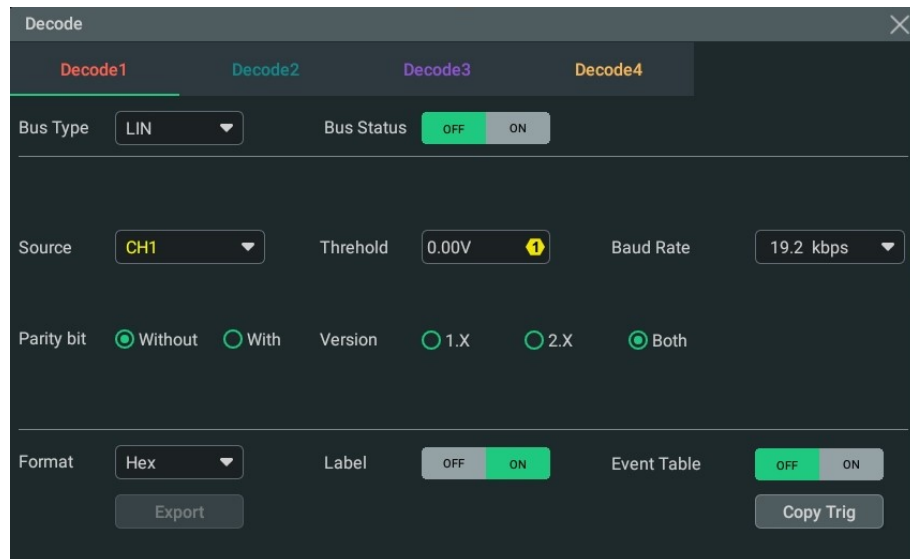 Decode
Decode1 Decode2 Decode3 Decode4
Bus Type LIN Bus Status OFF ON
Source CH1 Threhold 0.00V 1 Baud Rate 19.2 kbps
Parity bit Without With Version 1.X 2.X Both
Format Hex Label OFF ON Event Table OFF ON
Export Copy Trig